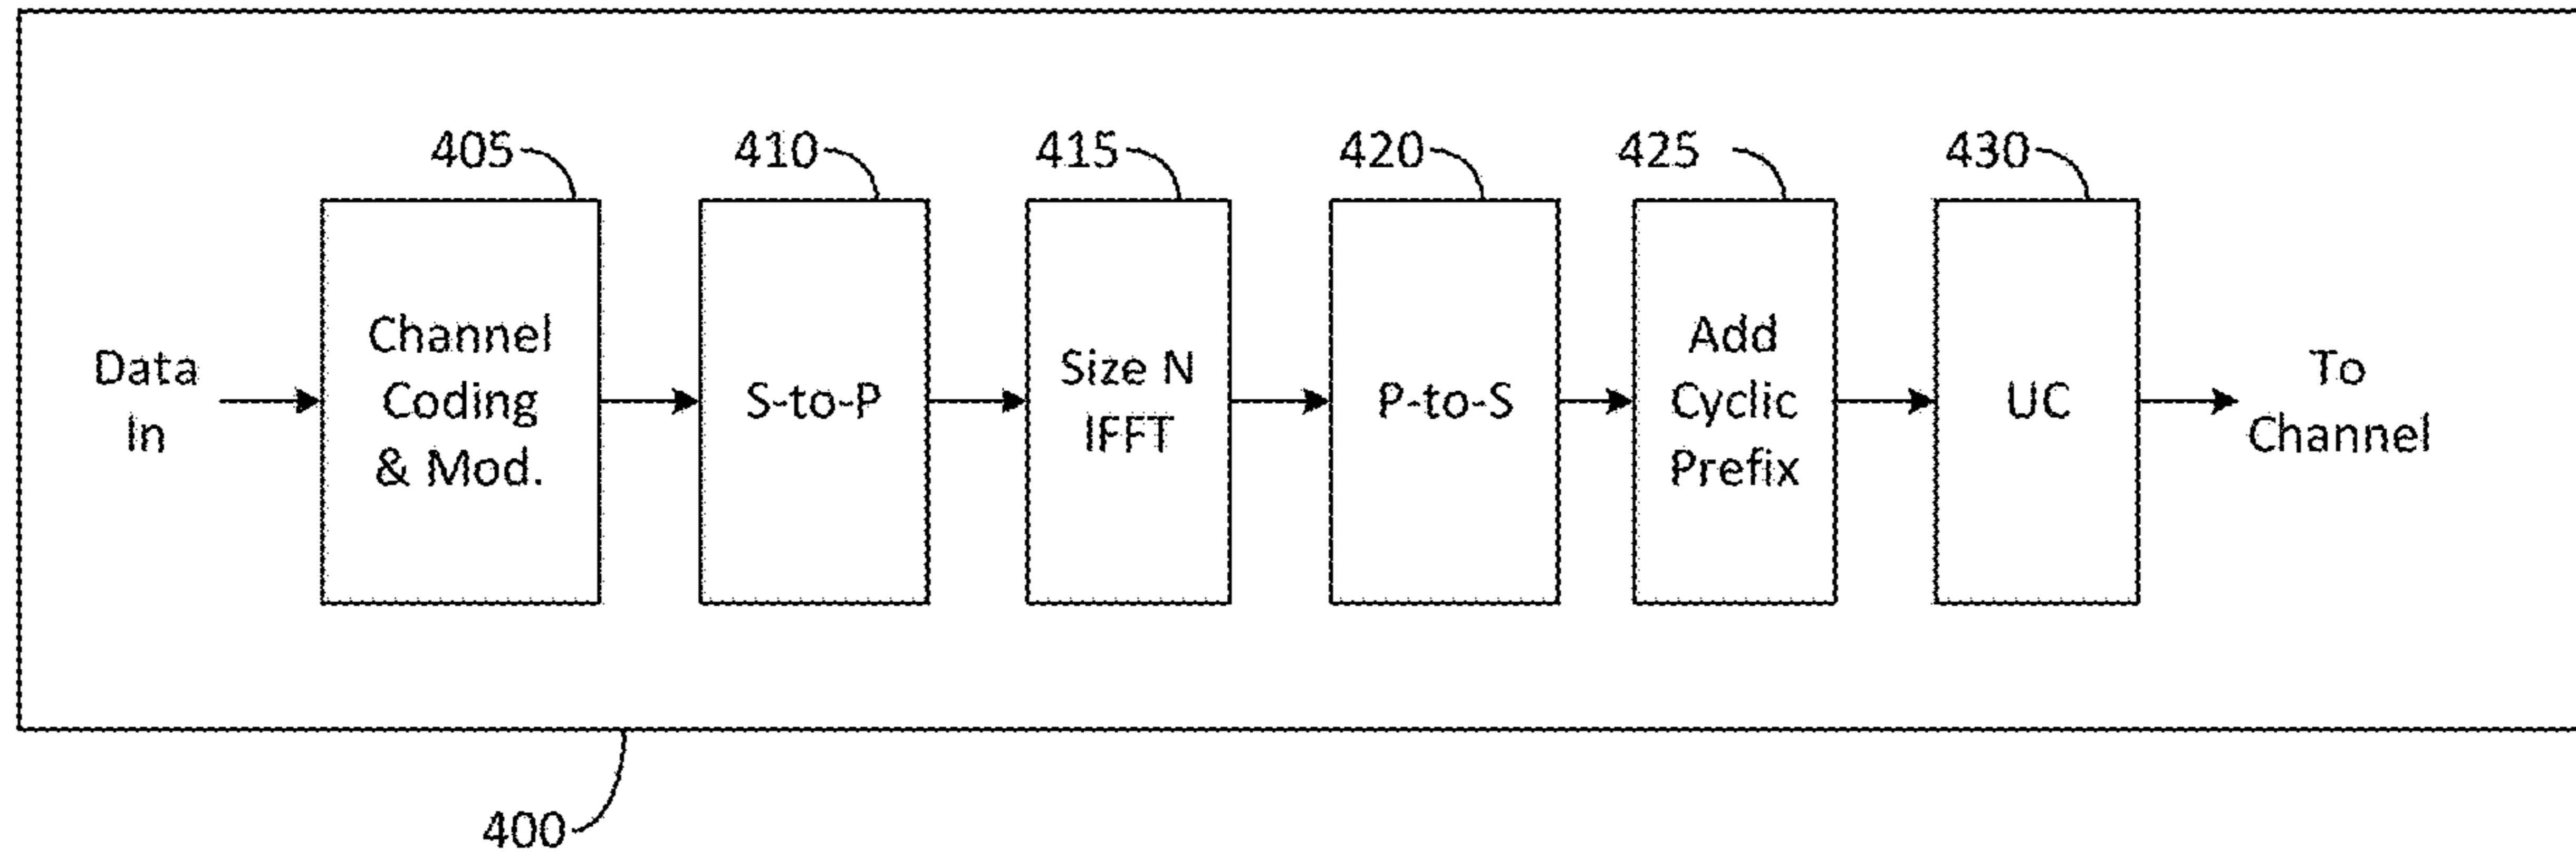 405
410
415
420
425
430
Data
In
Channel
Coding
& Mod.
S-to-P
Size N
IFFT
P-to-S
Add
Cyclic
Prefix
UC
To
Channel
400